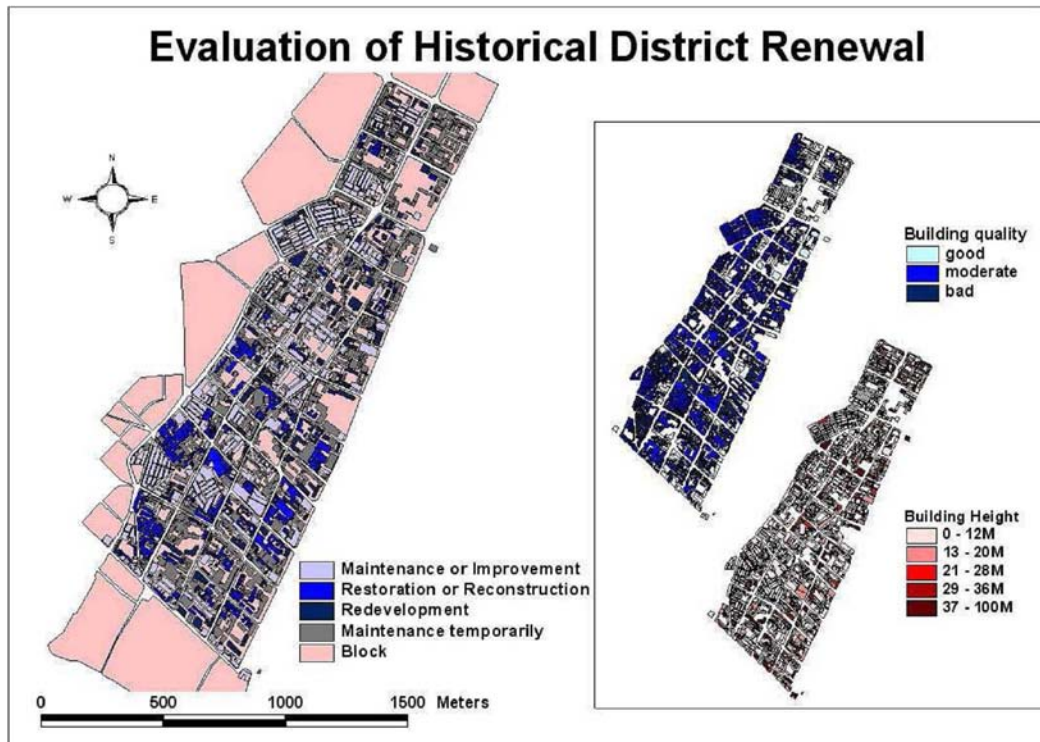 Evaluation of Historical District Renewal
N
W E
S
Building quality
good
moderate
bad
Building Height
0 - 12M
13 - 20M
21 - 28M
29 - 36M
37 - 100M
Maintenance or Improvement
Restoration or Reconstruction
Redevelopment
Maintenance temporarily
Block
0 500 1000 1500 Meters